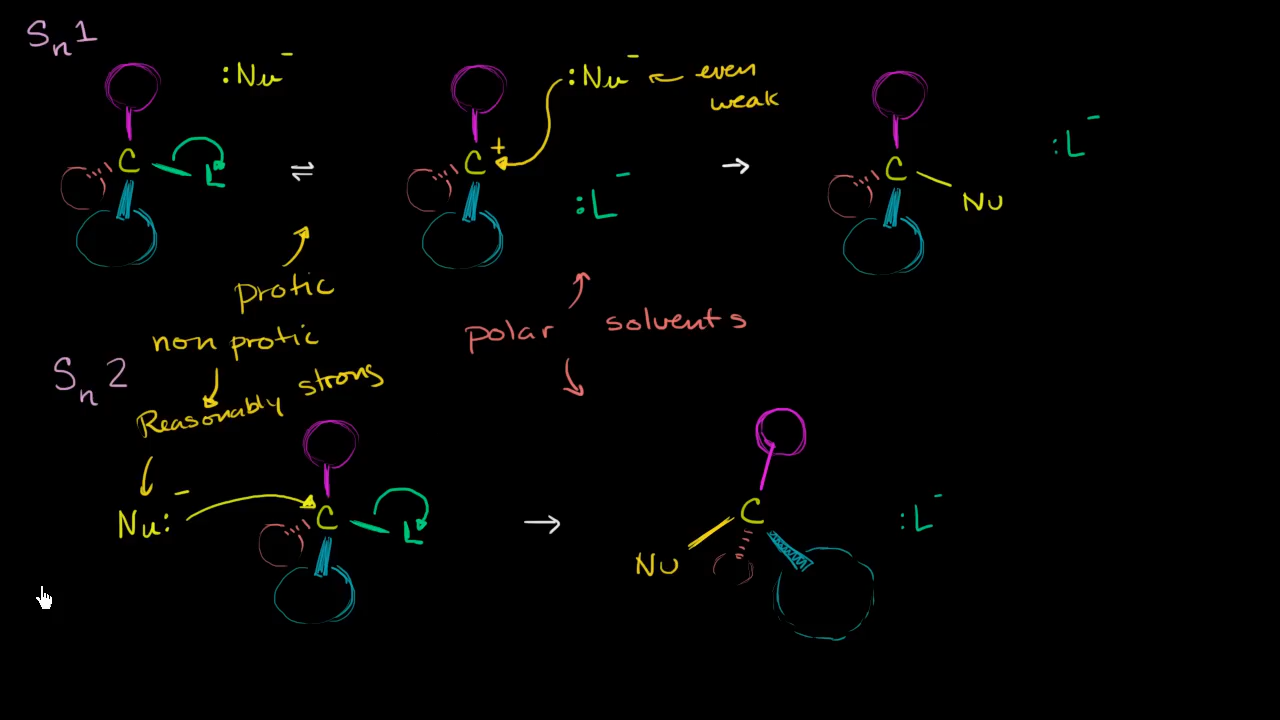 Sn1
:Nu⁻
:Nu⁻ even
weak
C L
C +
C
:L⁻
:L⁻
Nu
protic
polar solvents
non protic
Sn2
Reasonably strong
Nu:⁻
C L
C
:L⁻
Nu